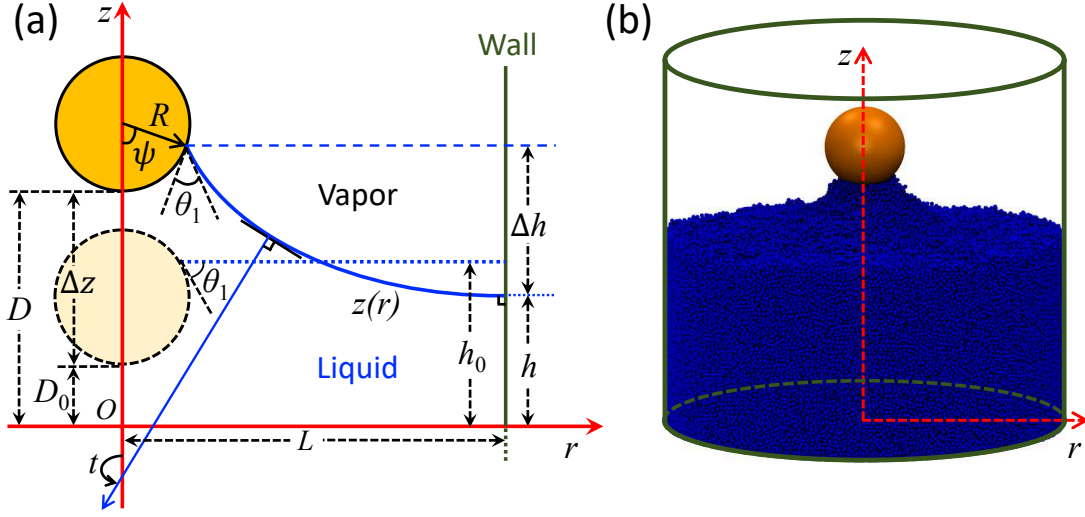 (a)
z
Wall
R
ψ
Vapor
θ₁
Δh
θ₁
Δz
D
z(r)
h₀
h
Liquid
D₀
O
L
r
t
(b)
z
r